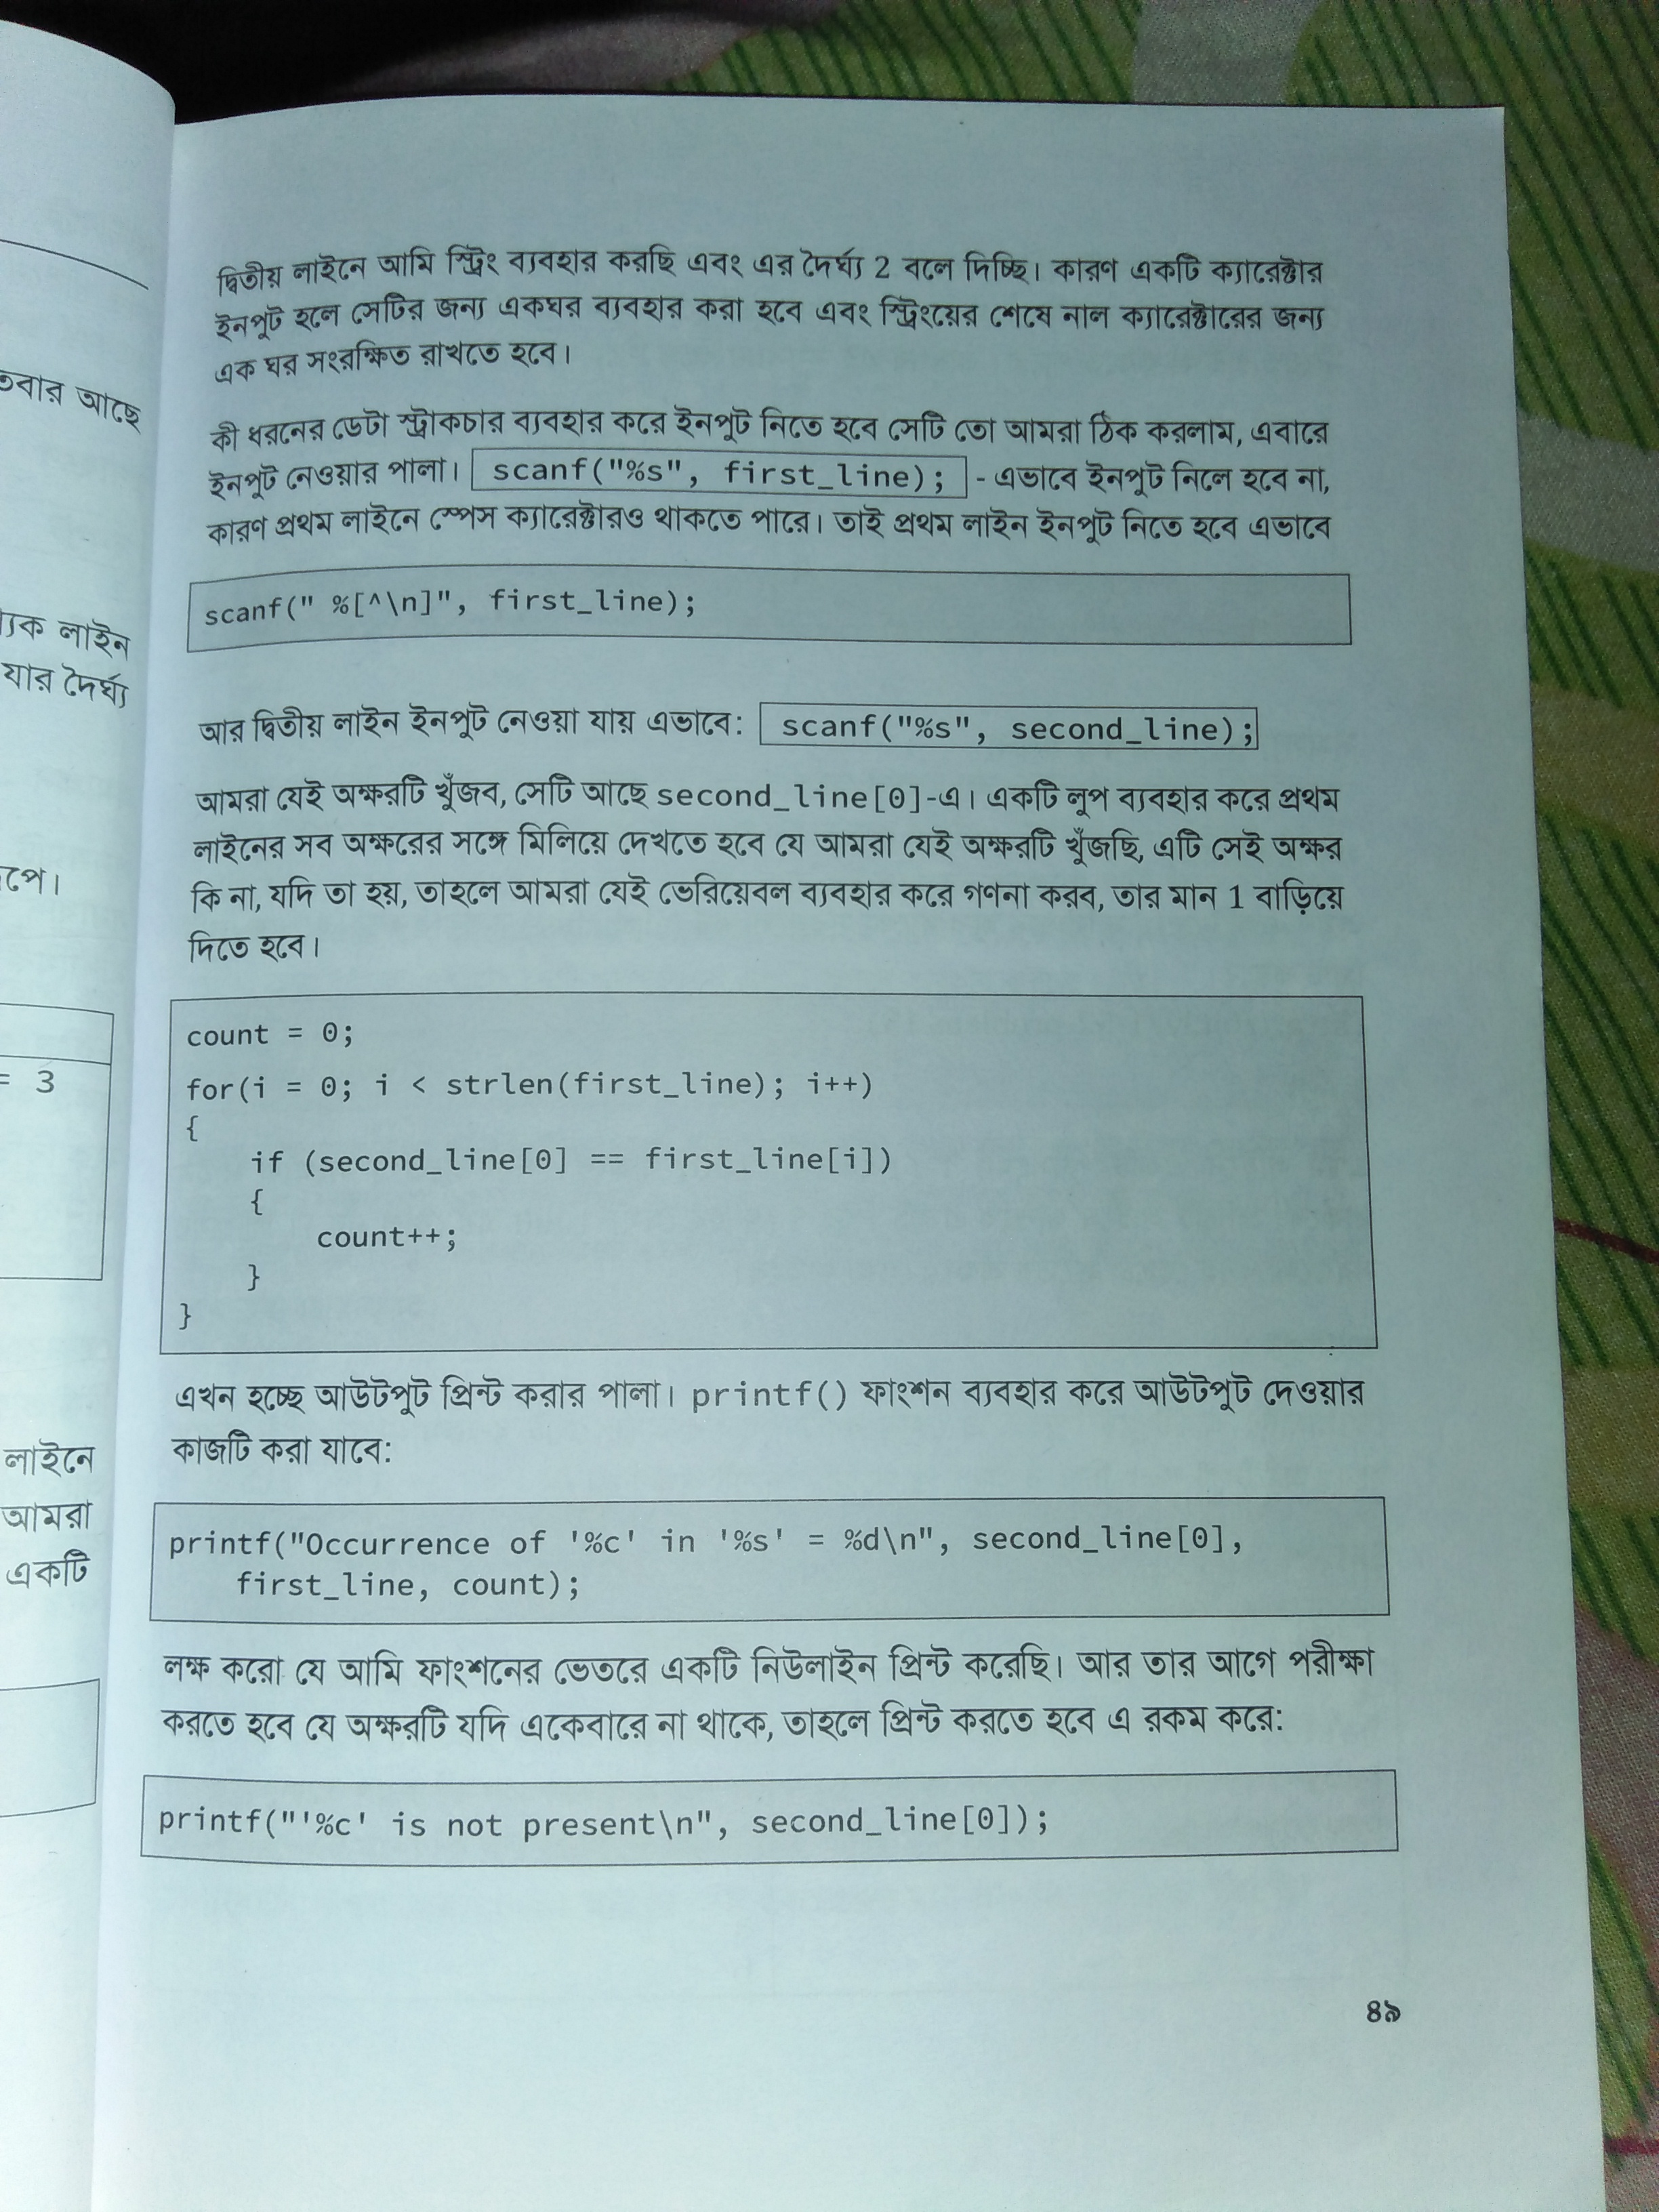 তবার আছে
লাইন
যার দৈর্ঘ্য
পে।
= 3
লাইনে
আমরা
একটি
দ্বিতীয় লাইনে আমি স্ট্রিং ব্যবহার করছি এবং এর দৈর্ঘ্য 2 বলে দিচ্ছি। কারণ একটি ক্যারেক্টার
ইনপুট হলে সেটির জন্য একঘর ব্যবহার করা হবে এবং স্ট্রিংয়ের শেষে নাল ক্যারেক্টারের জন্য
এক ঘর সংরক্ষিত রাখতে হবে।
কী ধরনের ডেটা স্ট্রাকচার ব্যবহার করে ইনপুট নিতে হবে সেটি তো আমরা ঠিক করলাম, এবারে
ইনপুট নেওয়ার পালা। scanf("%s", first_line); - এভাবে ইনপুট নিলে হবে না,
কারণ প্রথম লাইনে স্পেস ক্যারেক্টারও থাকতে পারে। তাই প্রথম লাইন ইনপুট নিতে হবে এভাবে
scanf(" %[^\n]", first_line);
আর দ্বিতীয় লাইন ইনপুট নেওয়া যায় এভাবে: scanf("%s", second_line);
আমরা যেই অক্ষরটি খুঁজব, সেটি আছে second_line[0]-এ। একটি লুপ ব্যবহার করে প্রথম
লাইনের সব অক্ষরের সঙ্গে মিলিয়ে দেখতে হবে যে আমরা যেই অক্ষরটি খুঁজছি, এটি সেই অক্ষর
কি না, যদি তা হয়, তাহলে আমরা যেই ভেরিয়েবল ব্যবহার করে গণনা করব, তার মান 1 বাড়িয়ে
দিতে হবে।
count = 0;
for(i = 0; i < strlen(first_line); i++)
{
    if (second_line[0] == first_line[i])
    {
        count++;
    }
}
এখন হচ্ছে আউটপুট প্রিন্ট করার পালা। printf() ফাংশন ব্যবহার করে আউটপুট দেওয়ার
কাজটি করা যাবে:
printf("Occurrence of '%c' in '%s' = %d\n", second_line[0],
    first_line, count);
লক্ষ করো যে আমি ফাংশনের ভেতরে একটি নিউলাইন প্রিন্ট করেছি। আর তার আগে পরীক্ষা
করতে হবে যে অক্ষরটি যদি একেবারে না থাকে, তাহলে প্রিন্ট করতে হবে এ রকম করে:
printf("'%c' is not present\n", second_line[0]);
৪৯